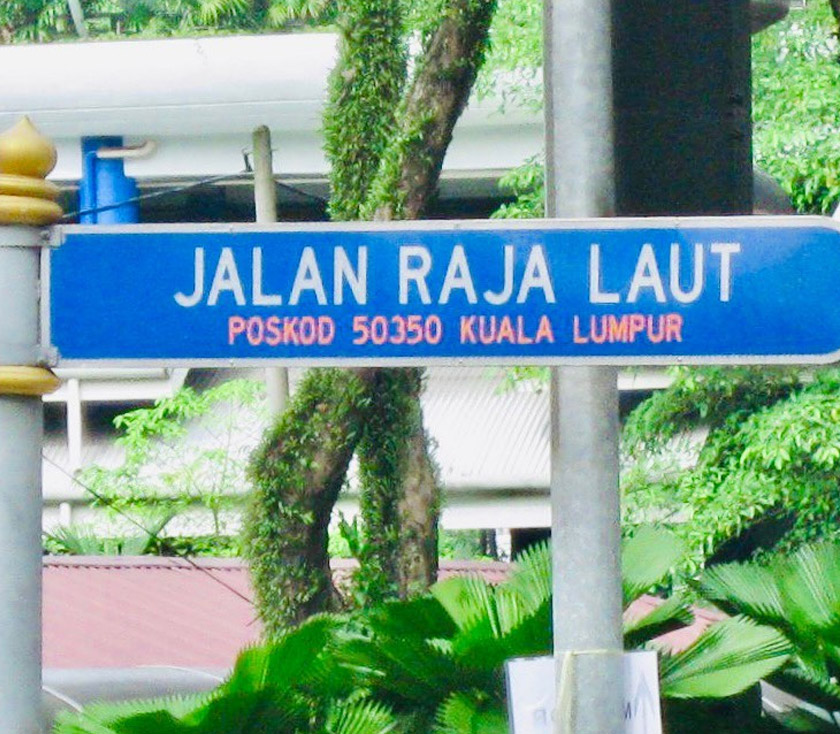 JALAN RAJA LAUT
POSKOD 50350 KUALA LUMPUR